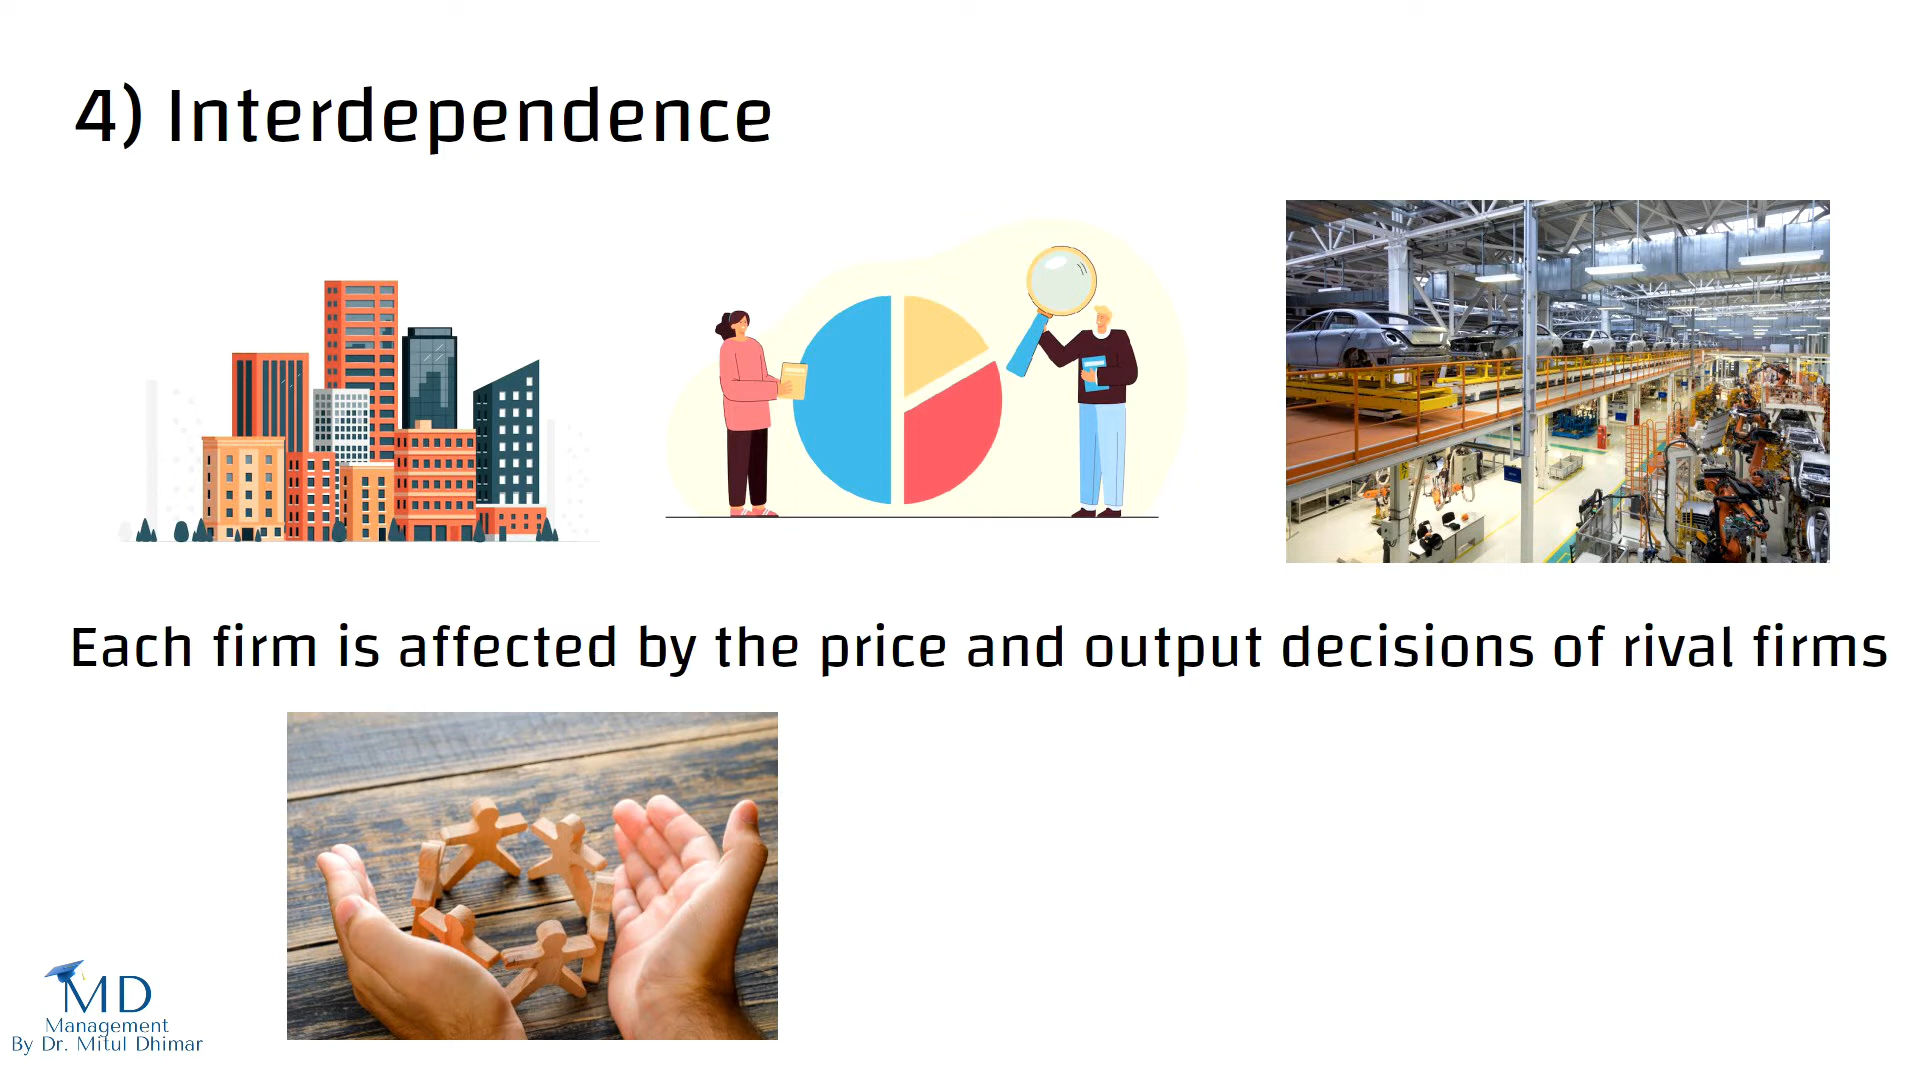 4) Interdependence
Each firm is affected by the price and output decisions of rival firms
MD
Management
By Dr. Mitul Dhimar